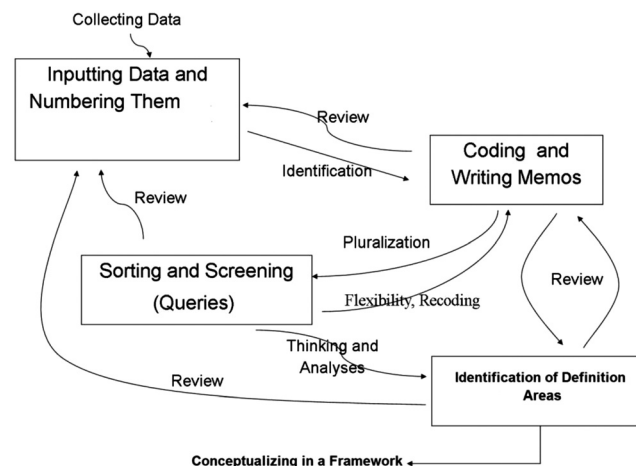 Collecting Data
Inputting Data and
Numbering Them
Review
Identification
Coding and
Writing Memos
Review
Pluralization
Sorting and Screening
(Queries)
Flexibility, Recoding
Review
Thinking and
Analyses
Review
Identification of Definition
Areas
Conceptualizing in a Framework